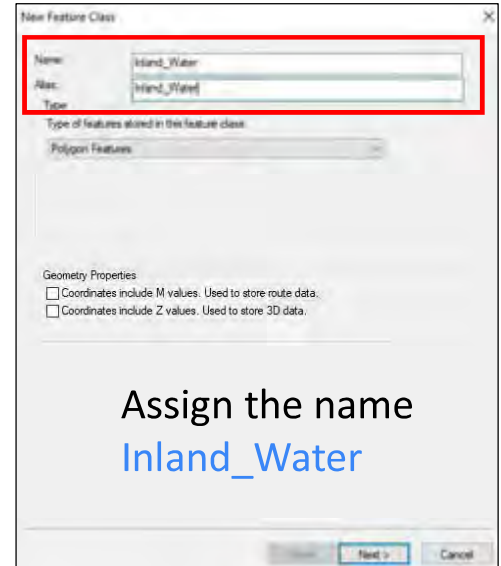 New Feature Class
Name: Inland_Water
Alias: Inland_Water
Type
Type of features stored in this feature class
Polygon Features
Geometry Properties
Coordinates include M values. Used to store route data.
Coordinates include Z values. Used to store 3D data.
Assign the name
Inland_Water
Next > Cancel